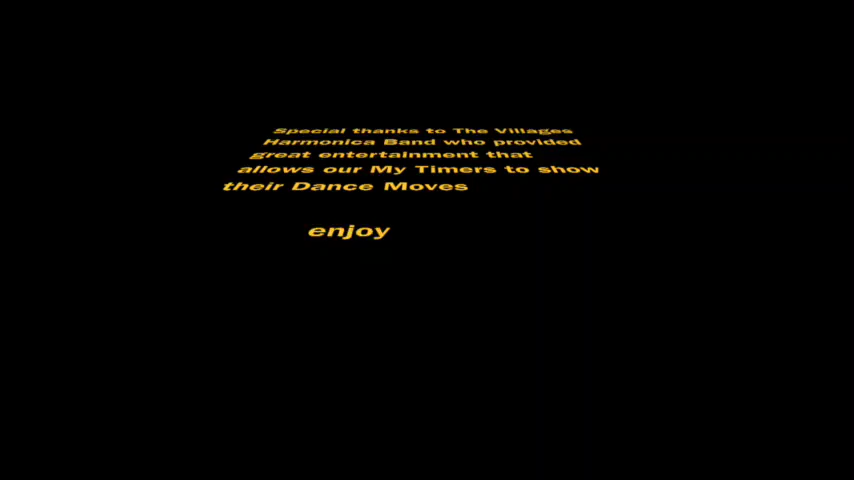 Special thanks to The Villages
Harmonica Band who provided
great entertainment that
allows our My Timers to show
their Dance Moves
enjoy